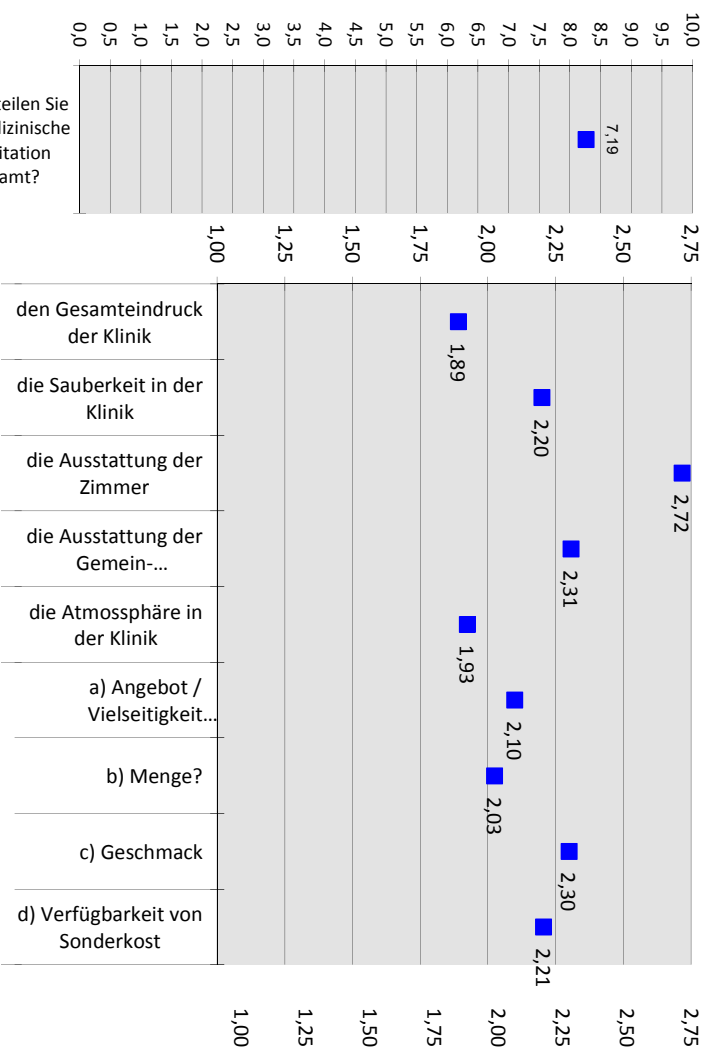 0,0
0,5
1,0
1,5
2,0
2,5
3,0
3,5
4,0
4,5
5,0
5,5
6,0
6,5
7,0
7,5
8,0
8,5
9,0
9,5
10,0
7,19
teilen Sie
dizinische
itation
amt?
1,00
1,25
1,50
1,75
2,00
2,25
2,50
2,75
den Gesamteindruck
der Klinik
1,89
die Sauberkeit in der
Klinik
2,20
die Ausstattung der
Zimmer
2,72
die Ausstattung der
Gemein-...
2,31
die Atmossphäre in
der Klinik
1,93
a) Angebot /
Vielseitigkeit...
2,10
b) Menge?
2,03
c) Geschmack
2,30
d) Verfügbarkeit von
Sonderkost
2,21
1,00
1,25
1,50
1,75
2,00
2,25
2,50
2,75